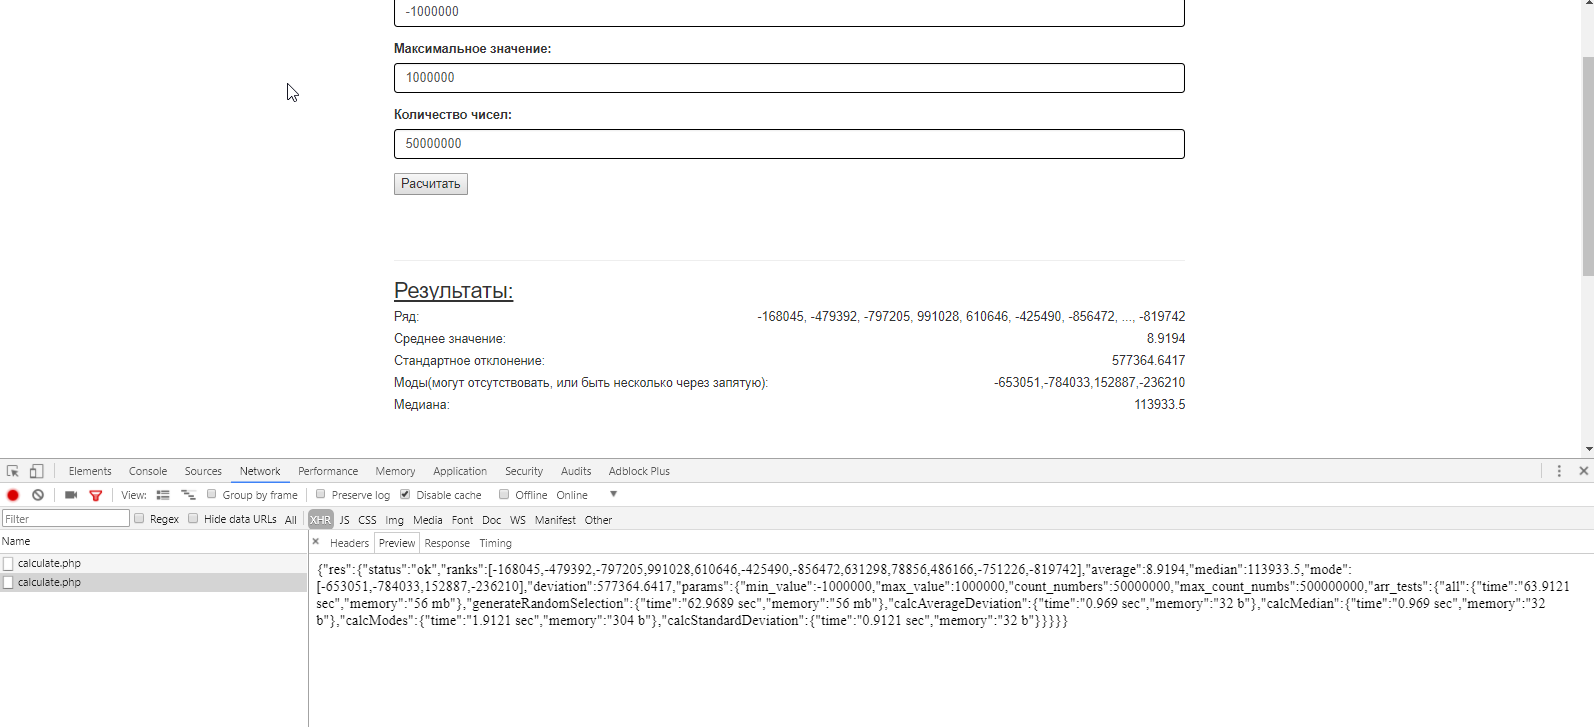 -1000000
Максимальное значение:
1000000
Количество чисел:
50000000
Расчитать
Результаты:
Ряд: -168045, -479392, -797205, 991028, 610646, -425490, -856472, ..., -819742
Среднее значение: 8.9194
Стандартное отклонение: 577364.6417
Моды(могут отсутствовать, или быть несколько через запятую): -653051,-784033,152887,-236210
Медиана: 113933.5
Elements Console Sources Network Performance Memory Application Security Audits Adblock Plus
View: Group by frame Preserve log Disable cache Offline Online
Filter Regex Hide data URLs All XHR JS CSS Img Media Font Doc WS Manifest Other
Name Headers Preview Response Timing
calculate.php
calculate.php
{"res":{"status":"ok","ranks":[-168045,-479392,-797205,991028,610646,-425490,-856472,631298,78856,486166,-751226,-819742],"average":8.9194,"median":113933.5,"mode":
[-653051,-784033,152887,-236210],"deviation":577364.6417,"params":{"min_value":-1000000,"max_value":1000000,"count_numbers":50000000,"max_count_numbs":500000000,"arr_tests":{"all":{"time":"63.9121
sec","memory":"56 mb"},"generateRandomSelection":{"time":"62.9689 sec","memory":"56 mb"},"calcAverageDeviation":{"time":"0.969 sec","memory":"32 b"},"calcMedian":{"time":"0.969 sec","memory":"32
b"},"calcModes":{"time":"1.9121 sec","memory":"304 b"},"calcStandardDeviation":{"time":"0.9121 sec","memory":"32 b"}}}}}